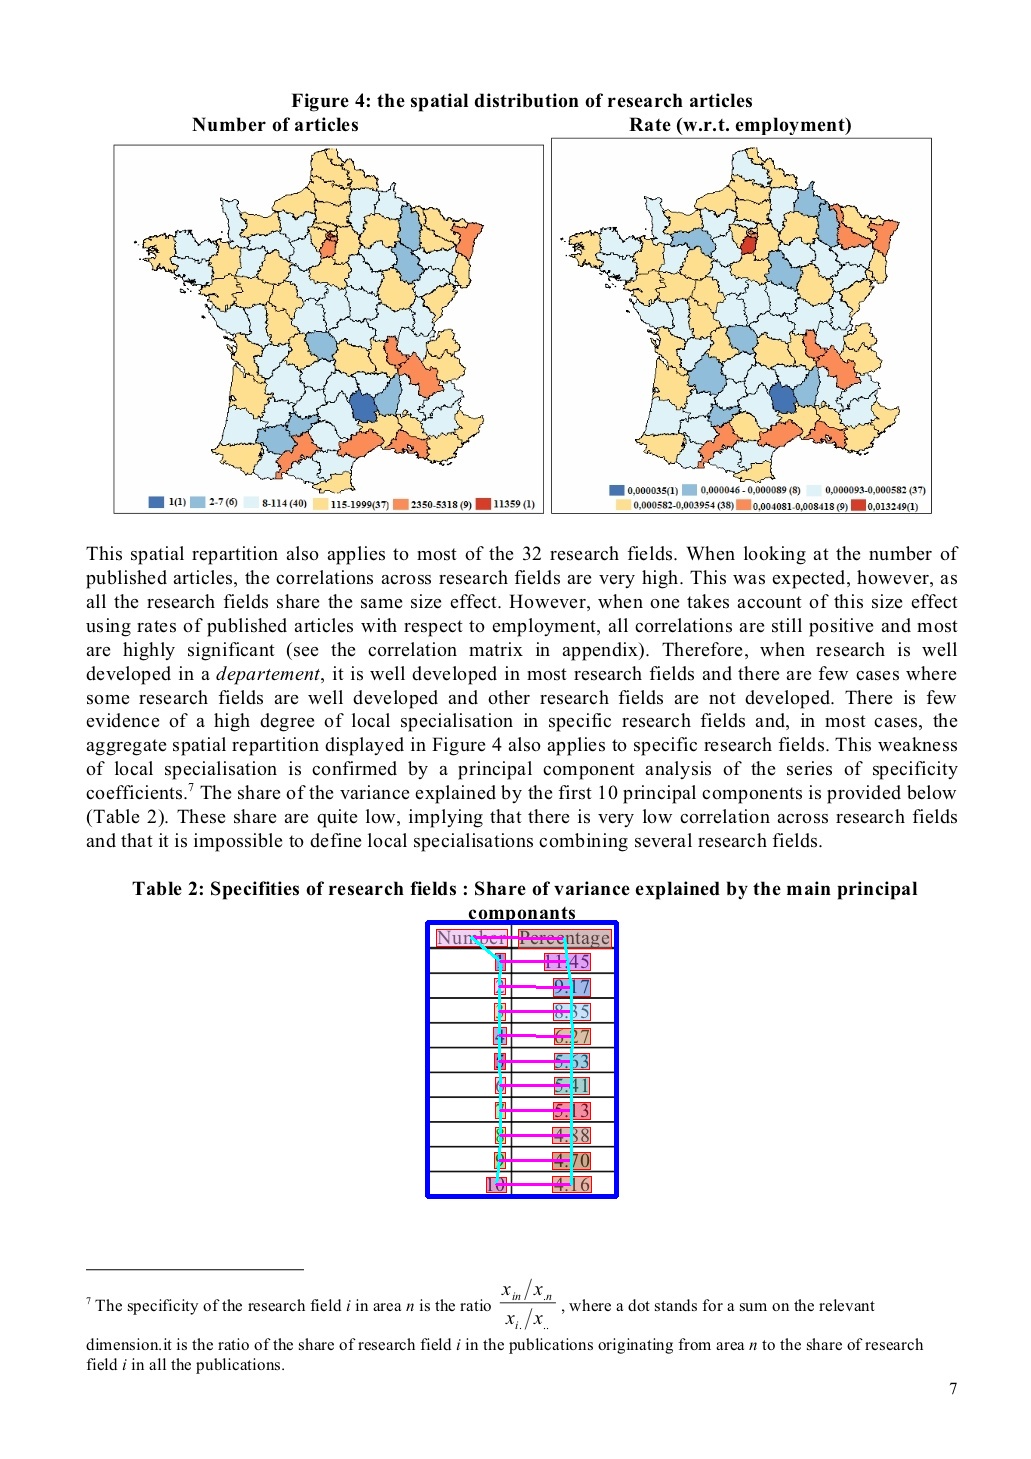 Figure 4: the spatial distribution of research articles
Number of articles
Rate (w.r.t. employment)
1(1) 2-7 (6) 8-114 (40) 115-1999(37) 2350-5318 (9) 11359 (1)
0,000035(1) 0,000046 - 0,000089 (8) 0,000093-0,000582 (37)
0,000582-0,003954 (38) 0,004081-0,008418 (9) 0,013249(1)
This spatial repartition also applies to most of the 32 research fields. When looking at the number of
published articles, the correlations across research fields are very high. This was expected, however, as
all the research fields share the same size effect. However, when one takes account of this size effect
using rates of published articles with respect to employment, all correlations are still positive and most
are highly significant (see the correlation matrix in appendix). Therefore, when research is well
developed in a departement, it is well developed in most research fields and there are few cases where
some research fields are well developed and other research fields are not developed. There is few
evidence of a high degree of local specialisation in specific research fields and, in most cases, the
aggregate spatial repartition displayed in Figure 4 also applies to specific research fields. This weakness
of local specialisation is confirmed by a principal component analysis of the series of specificity
coefficients.7 The share of the variance explained by the first 10 principal components is provided below
(Table 2). These share are quite low, implying that there is very low correlation across research fields
and that it is impossible to define local specialisations combining several research fields.
Table 2: Specifities of research fields : Share of variance explained by the main principal
componants
Number Percentage
1 11.45
2 9.17
3 8.35
4 6.27
5 5.63
6 5.41
7 5.13
8 4.88
9 4.70
10 4.16
7 The specificity of the research field i in area n is the ratio x in / x .n / x i. / x .. , where a dot stands for a sum on the relevant
dimension.it is the ratio of the share of research field i in the publications originating from area n to the share of research
field i in all the publications.
7